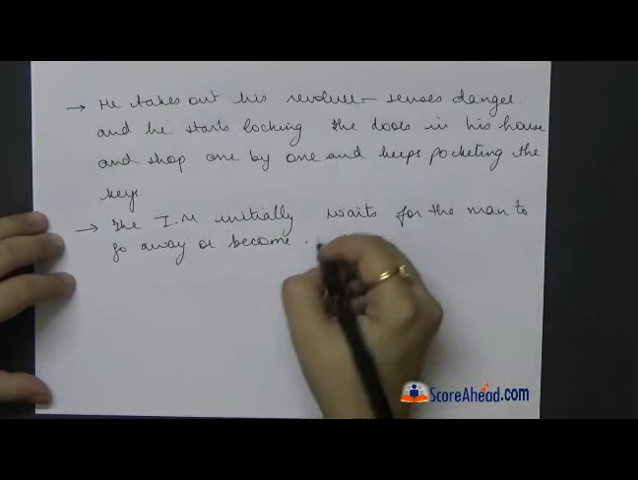 → He takes out his revolver – senses danger.
and he starts locking the doors in his house
and shop one by one and keeps pocketing the
keys.
→ The I.M initially waits for the man to
go away or become .
ScoreAhead.com